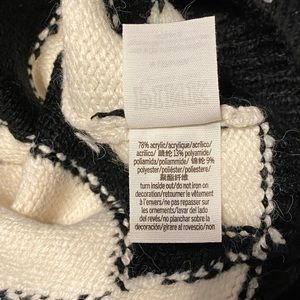 78% acrylic/acrylique/acrílico/
acrilico/腈纶 13% polyamide/
poliamida/poliammide/锦纶 9%
polyester/poliéster/poliestere/
聚酯纤维
turn inside out/do not iron on
decoration/retourner le vêtement
à l'envers/ne pas repasser sur
les ornements/lavar del lado
del revés/no planchar sobre la
decoración/girare al rovescio/non